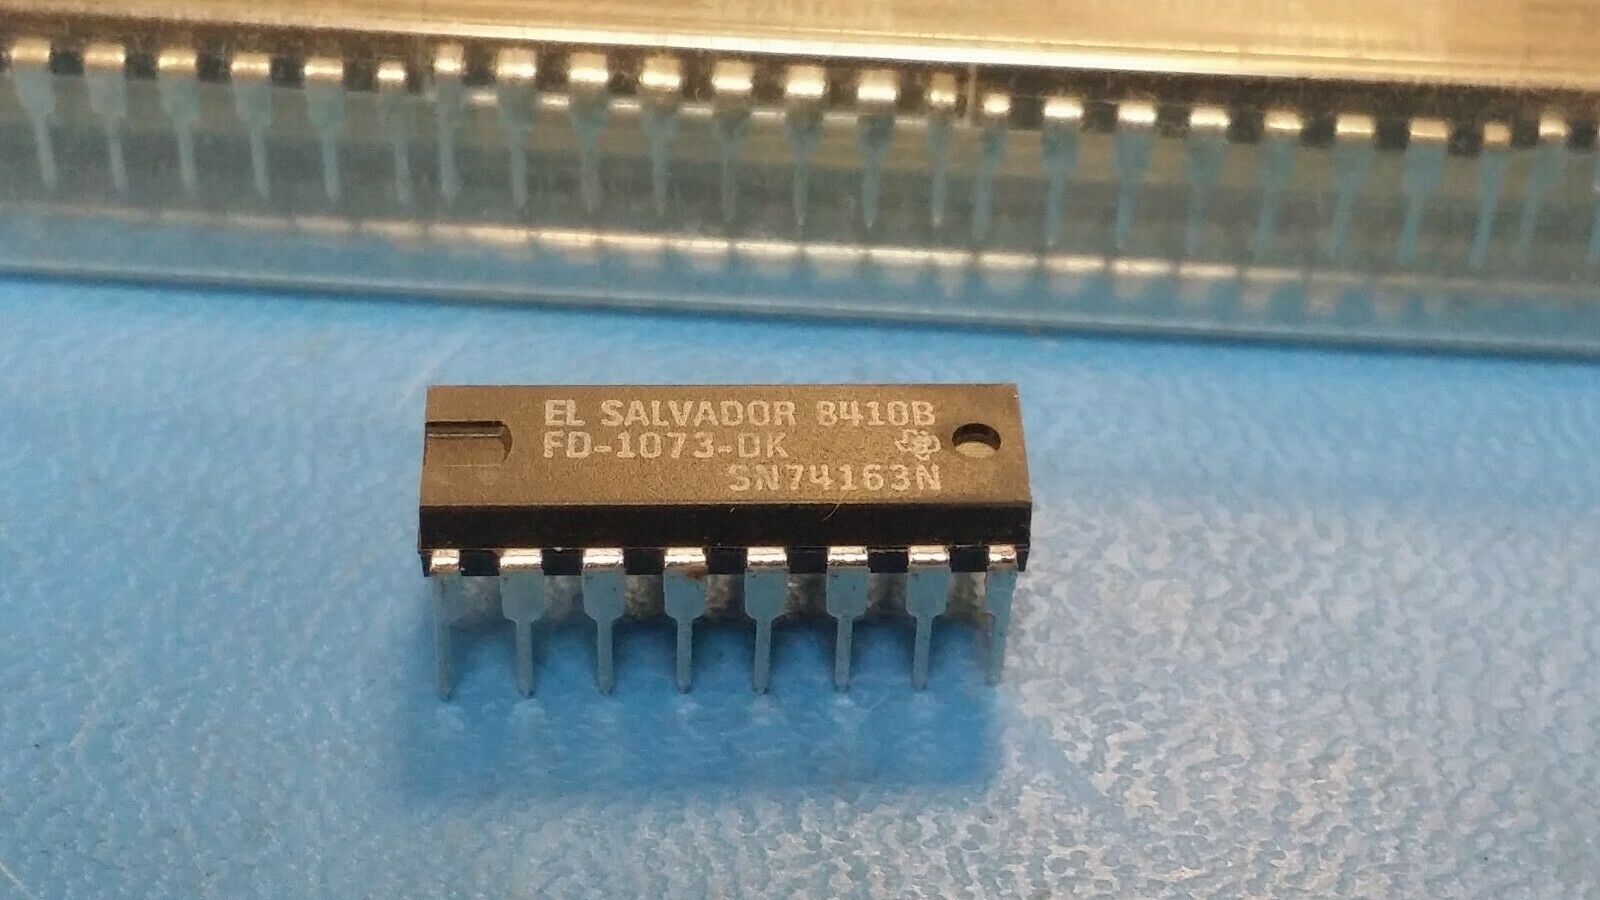 EL SALVADOR 8410B
FD-1073-DK
SN74163N